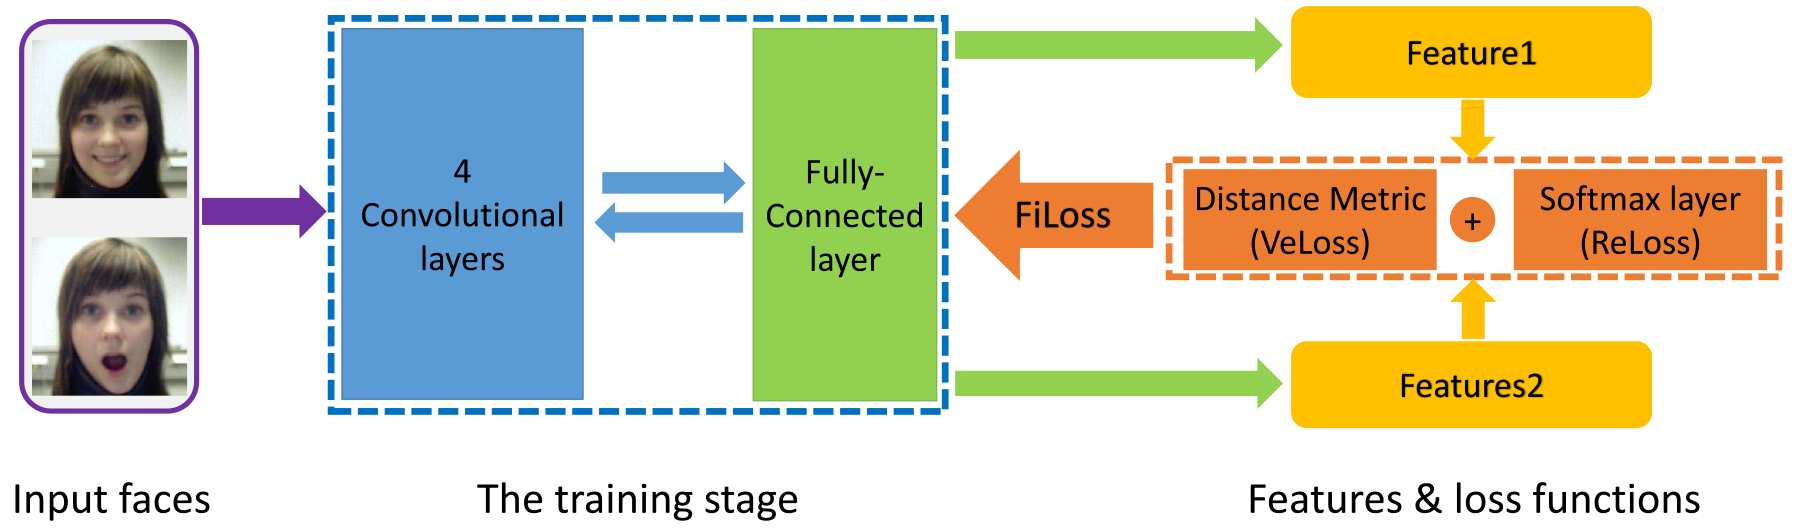 4
Convolutional
layers
Fully-
Connected
layer
Feature1
FiLoss
Distance Metric
(VeLoss)
+
Softmax layer
(ReLoss)
Features2
Input faces
The training stage
Features & loss functions